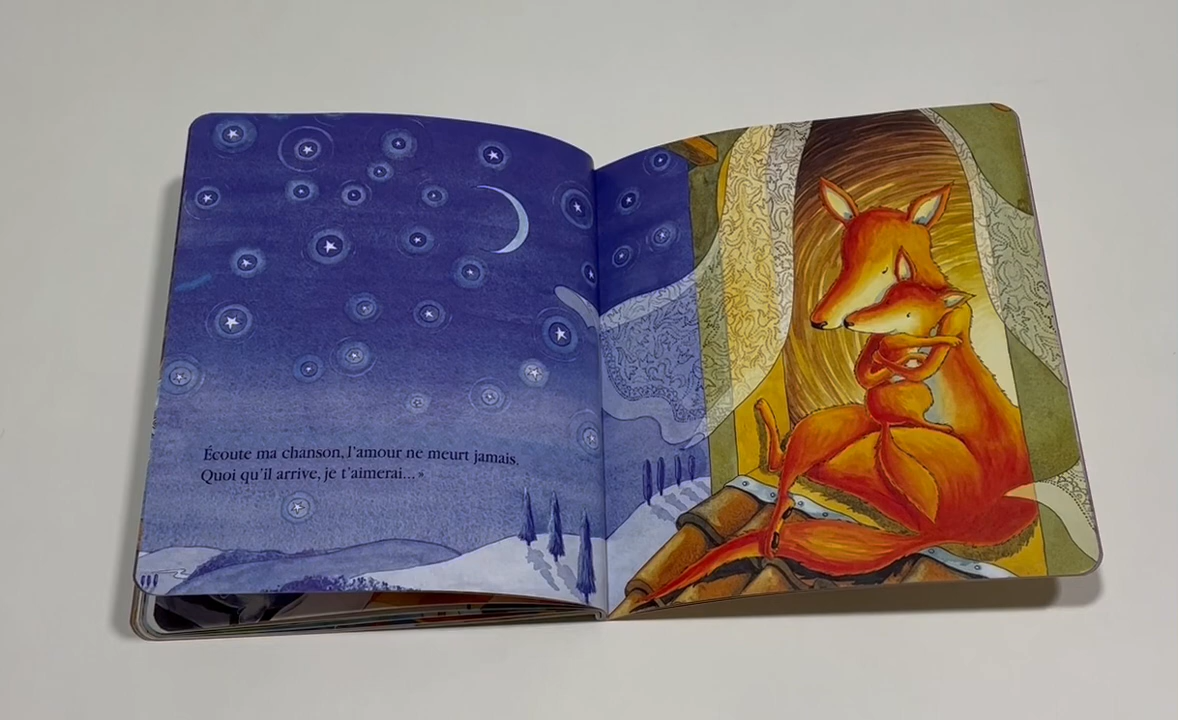 Écoute ma chanson, l'amour ne meurt jamais,
Quoi qu'il arrive, je t'aimerai... »